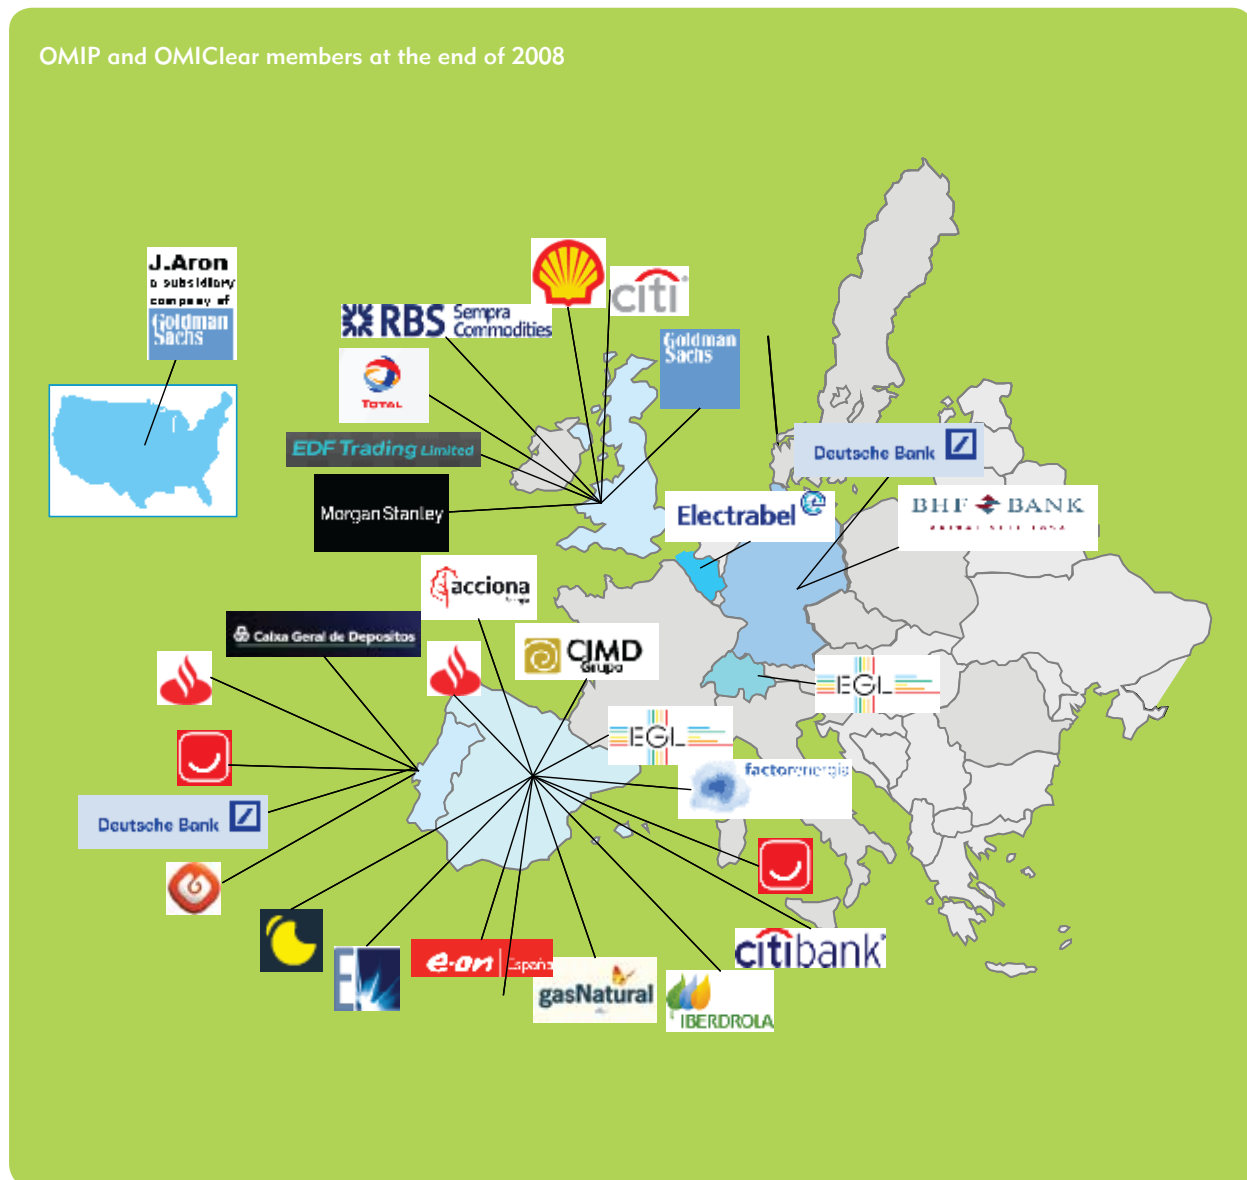 OMIP and OMIClear members at the end of 2008
J.Aron
a subsidiary
company of
Goldman
Sachs
RBS Sempra
Commodities
citi
Goldman
Sachs
TOTAL
EDF Trading Limited
Morgan Stanley
Deutsche Bank
Electrabel
BHF BANK
acciona
Caixa Geral de Depositos
CIMD
Grupo
EGL
EGL
factorenergia
Deutsche Bank
citibank
e·on España
gasNatural
IBERDROLA